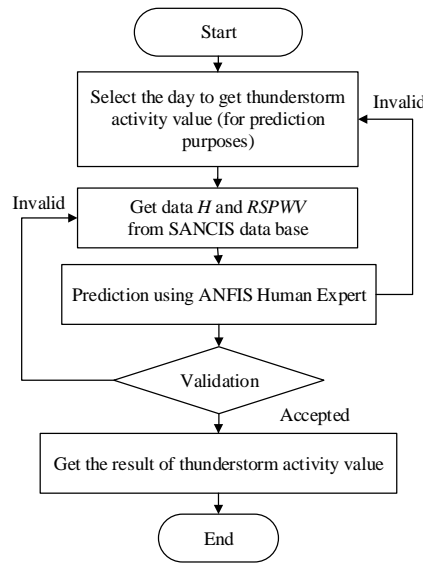 Start
Select the day to get thunderstorm
activity value (for prediction
purposes)
Invalid
Invalid
Get data H and RSPWV
from SANCIS data base
Prediction using ANFIS Human Expert
Validation
Accepted
Get the result of thunderstorm activity value
End